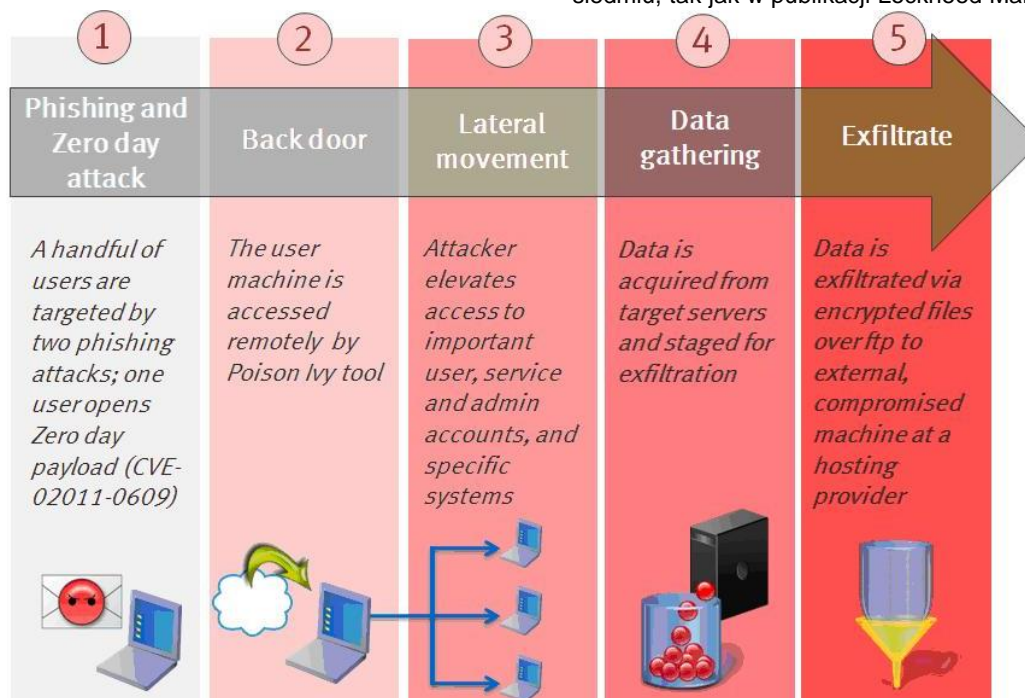 siedmiu, tak jak w publikacji Lockheed Mar
1
2
3
4
5
Phishing and
Zero day
attack
Back door
Lateral
movement
Data
gathering
Exfiltrate
A handful of
users are
targeted by
two phishing
attacks; one
user opens
Zero day
payload (CVE-
02011-0609)
The user
machine is
accessed
remotely by
Poison Ivy tool
Attacker
elevates
access to
important
user, service
and admin
accounts, and
specific
systems
Data is
acquired from
target servers
and staged for
exfiltration
Data is
exfiltrated via
encrypted files
over ftp to
external,
compromised
machine at a
hosting
provider